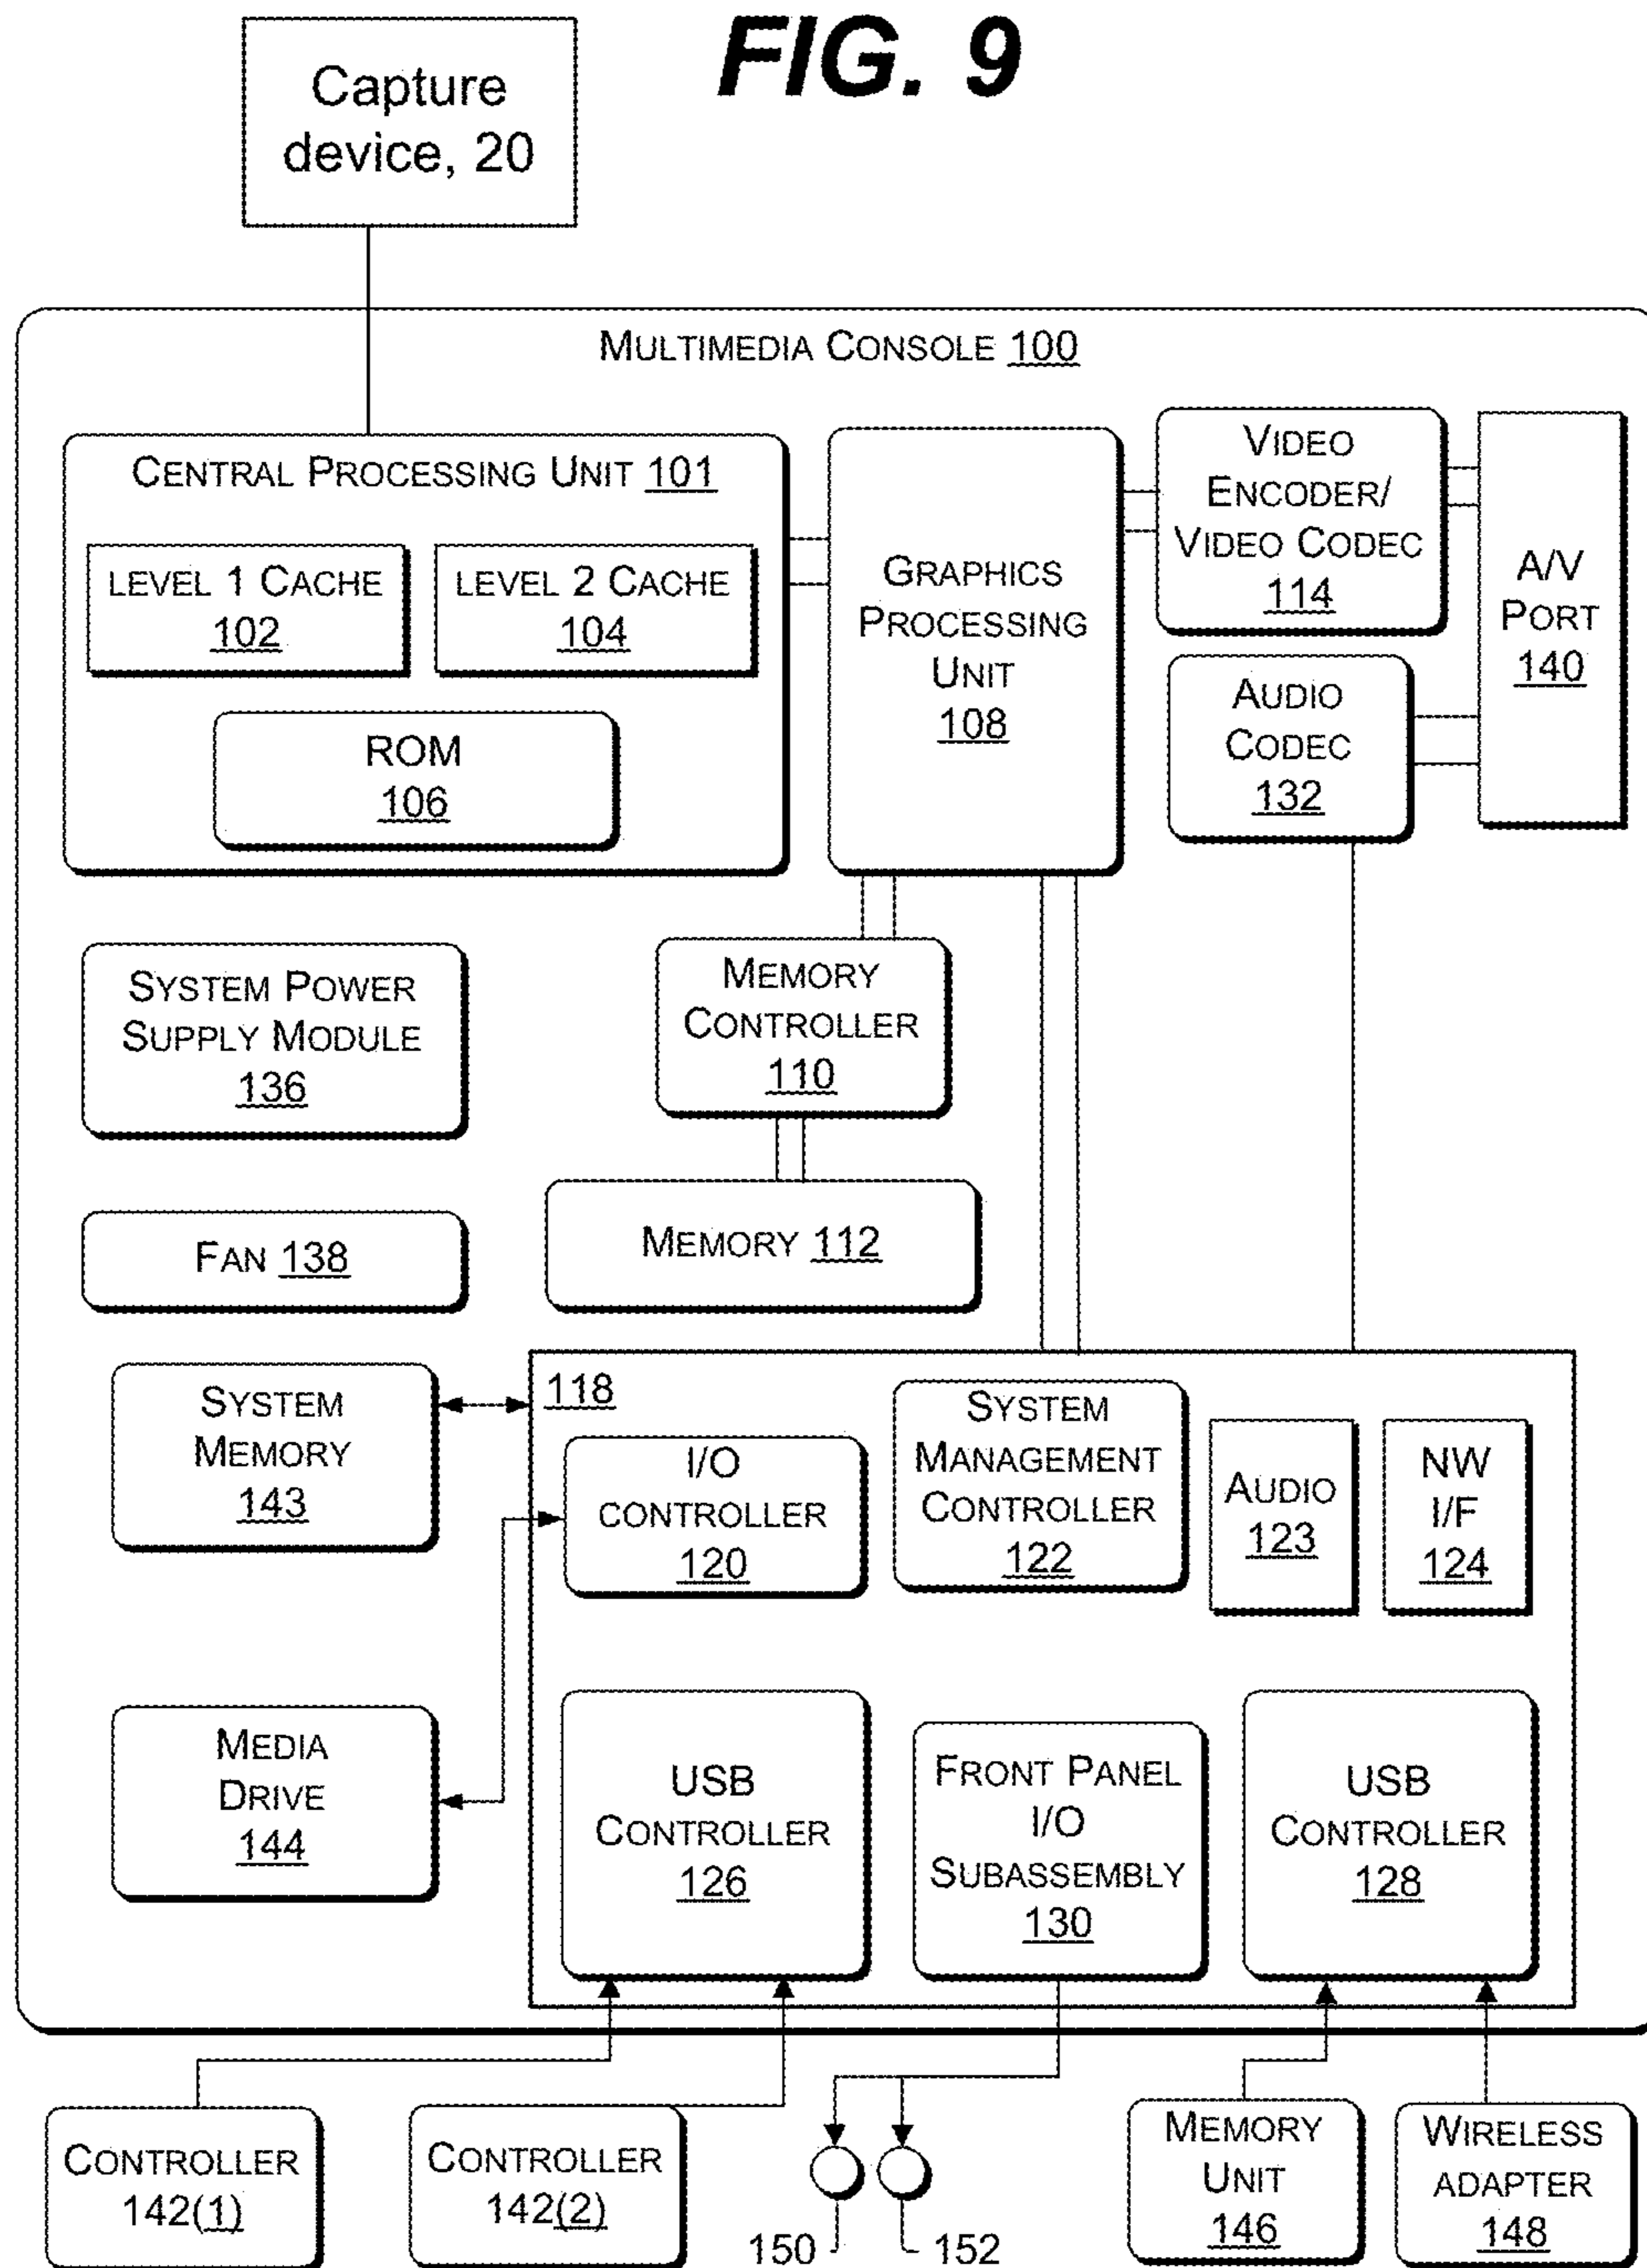 FIG. 9
Capture
device, 20
MULTIMEDIA CONSOLE 100
CENTRAL PROCESSING UNIT 101
LEVEL 1 CACHE
102
LEVEL 2 CACHE
104
ROM
106
GRAPHICS
PROCESSING
UNIT
108
VIDEO
ENCODER/
VIDEO CODEC
114
AUDIO
CODEC
132
A/V
PORT
140
SYSTEM POWER
SUPPLY MODULE
136
MEMORY
CONTROLLER
110
FAN 138
MEMORY 112
SYSTEM
MEMORY
143
118
I/O
CONTROLLER
120
SYSTEM
MANAGEMENT
CONTROLLER
122
AUDIO
123
NW
I/F
124
MEDIA
DRIVE
144
USB
CONTROLLER
126
FRONT PANEL
I/O
SUBASSEMBLY
130
USB
CONTROLLER
128
CONTROLLER
142(1)
CONTROLLER
142(2)
150
152
MEMORY
UNIT
146
WIRELESS
ADAPTER
148